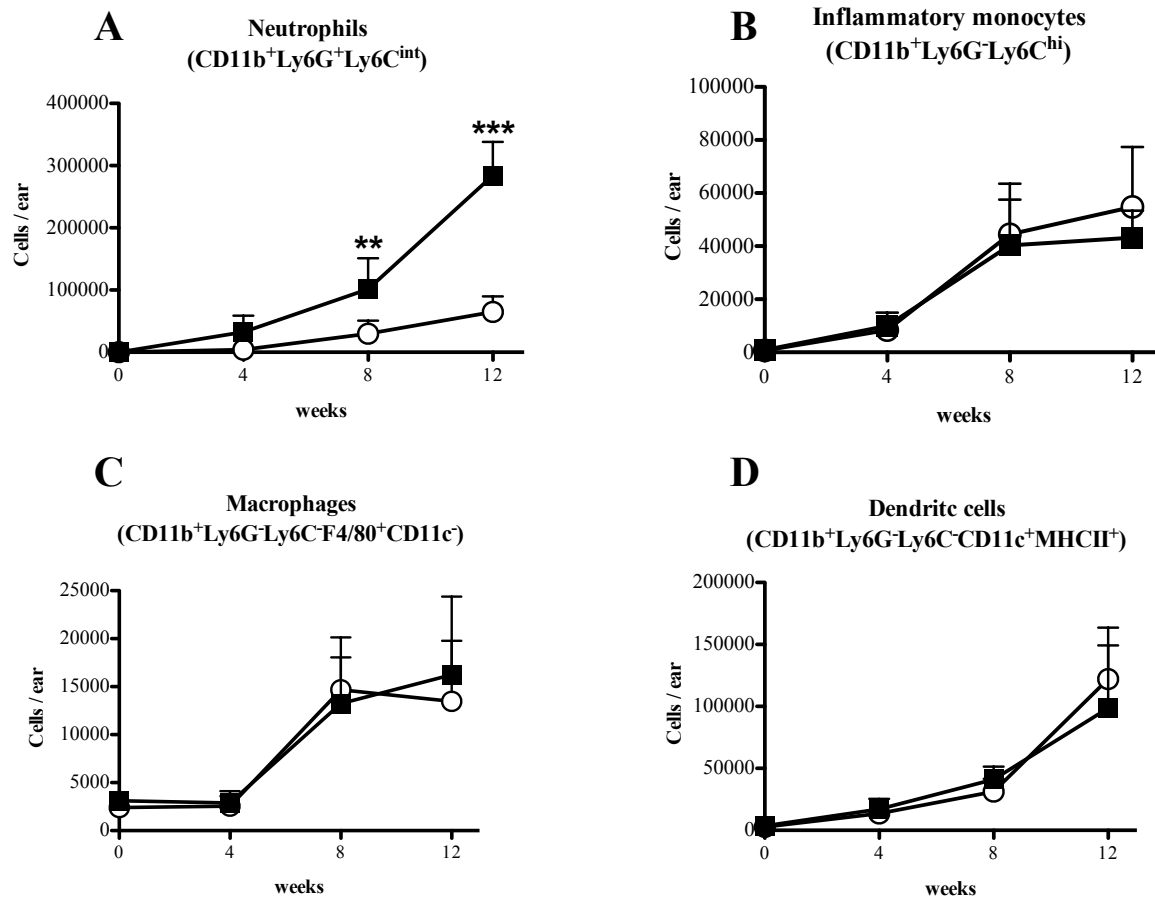 A
Neutrophils
(CD11b⁺Ly6G⁺Ly6Cⁱⁿᵗ)
400000
300000
200000
100000
0
Cells / ear
**
***
0 4 8 12
weeks
B
Inflammatory monocytes
(CD11b⁺Ly6G⁻Ly6Cʰⁱ)
100000
80000
60000
40000
20000
0
Cells / ear
0 4 8 12
weeks
C
Macrophages
(CD11b⁺Ly6G⁻Ly6C⁻F4/80⁺CD11c⁻)
25000
20000
15000
10000
5000
0
Cells / ear
0 4 8 12
weeks
D
Dendritc cells
(CD11b⁺Ly6G⁻Ly6C⁻CD11c⁺MHCII⁺)
200000
150000
100000
50000
0
Cells / ear
0 4 8 12
weeks